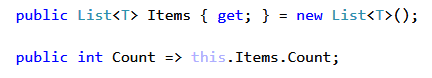 public List<T> Items { get; } = new List<T>();
public int Count => this.Items.Count;